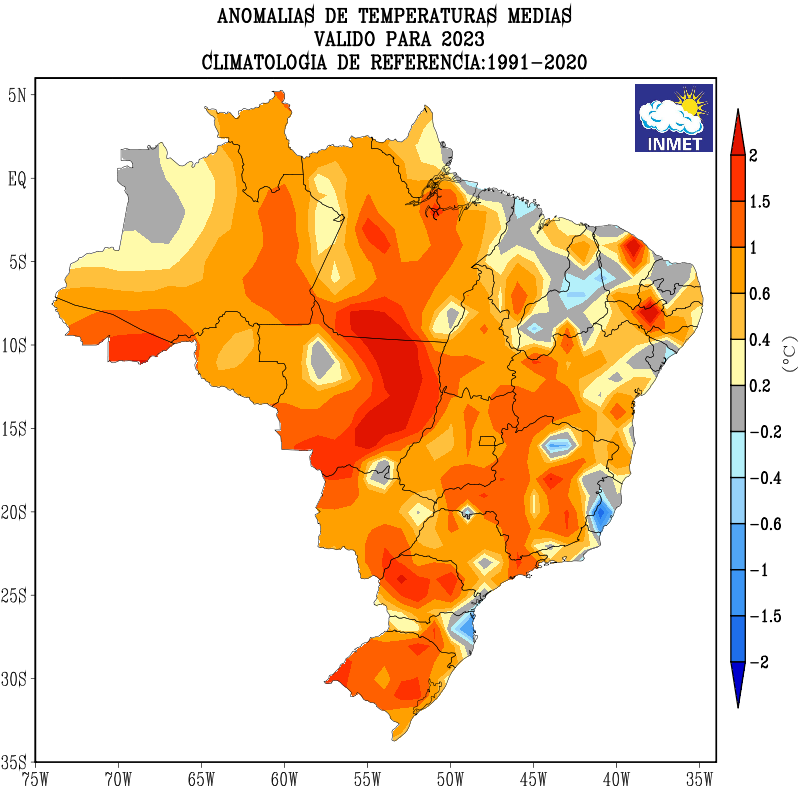 ANOMALIAS DE TEMPERATURAS MEDIAS
VALIDO PARA 2023
CLIMATOLOGIA DE REFERENCIA:1991-2020
INMET
5N
EQ
5S
10S
15S
20S
25S
30S
35S
75W 70W 65W 60W 55W 50W 45W 40W 35W
2
1.5
1
0.6
0.4
0.2
-0.2
-0.4
-0.6
-1
-1.5
-2
(°C)